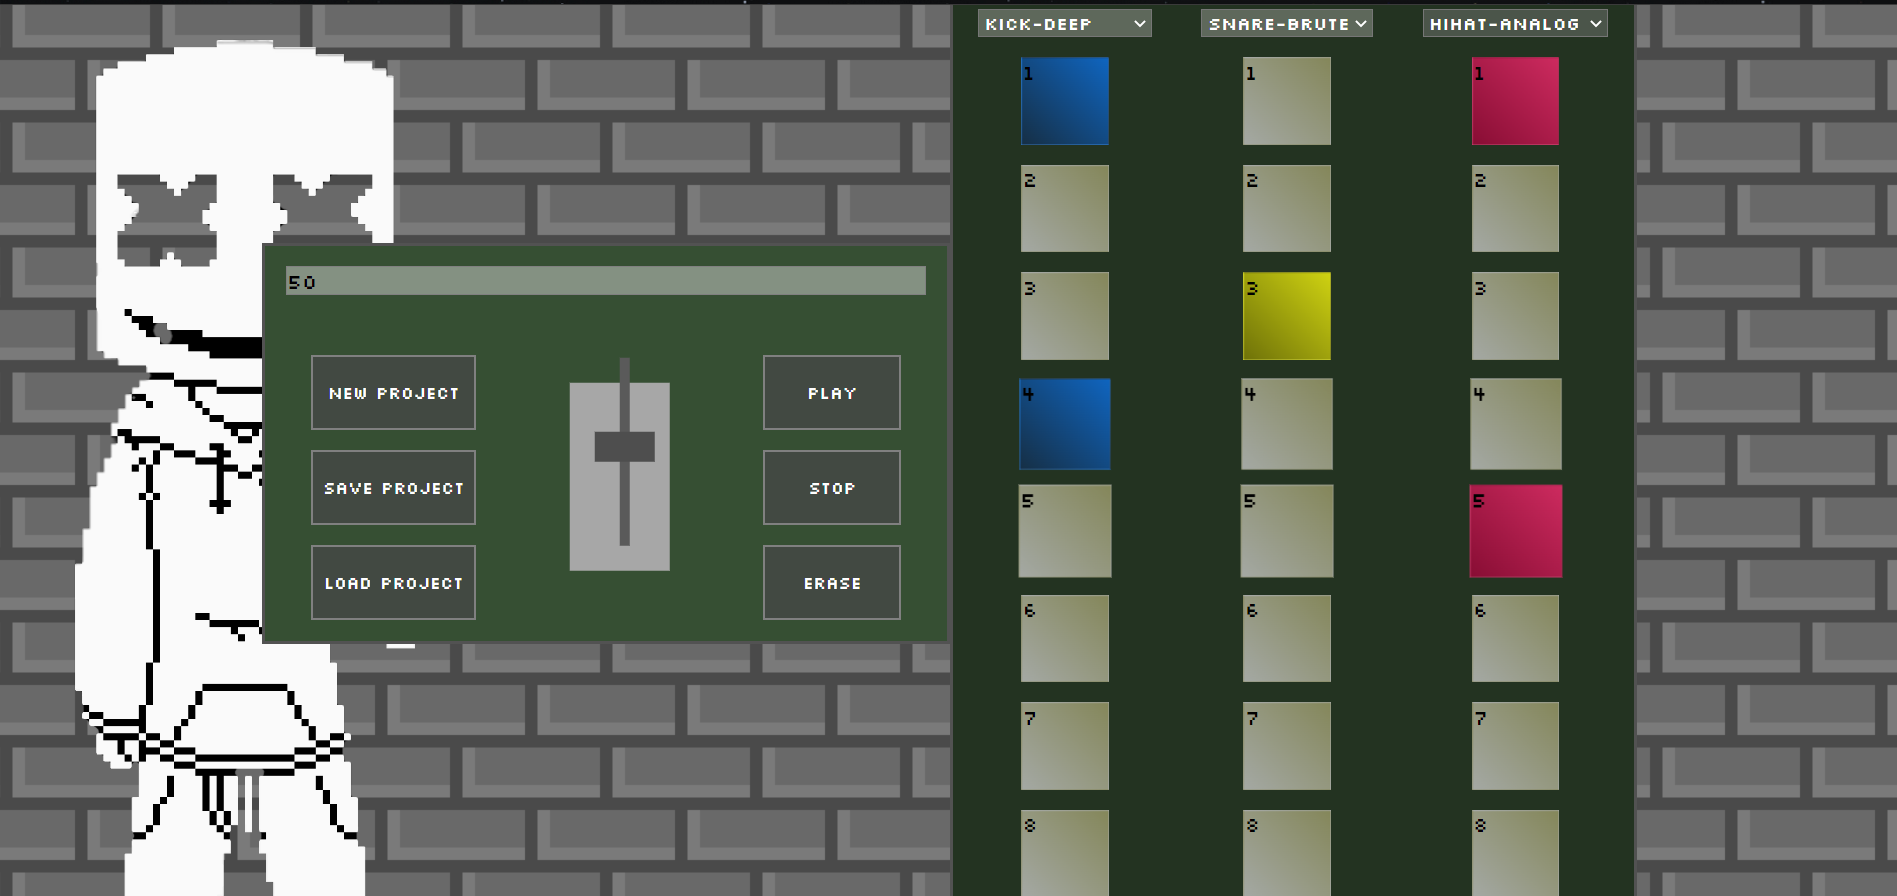 KICK-DEEP SNARE-BRUTE HIHAT-ANALOG
1 1 1
2 2 2
50
3 3 3
NEW PROJECT PLAY
4 4 4
SAVE PROJECT STOP
5 5 5
LOAD PROJECT ERASE
6 6 6
7 7 7
8 8 8